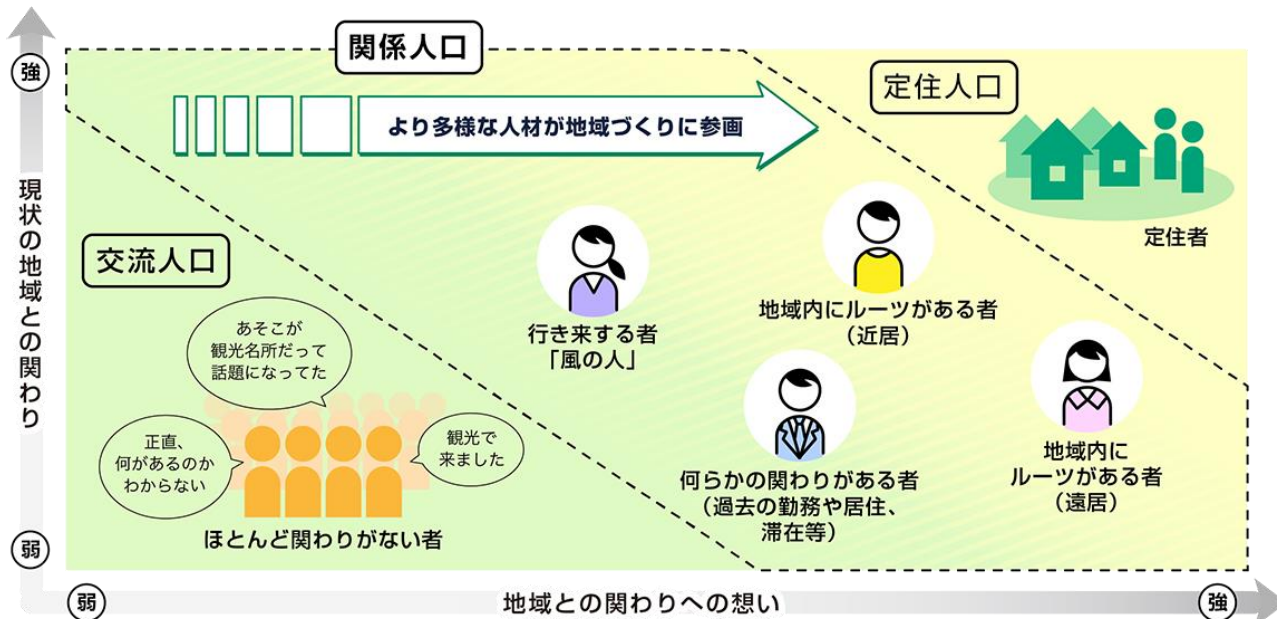 強
現状の地域との関わり
弱
関係人口
より多様な人材が地域づくりに参画
定住人口
定住者
交流人口
あそこが
観光名所だって
話題になってた
正直、
何があるのか
わからない
観光で
来ました
ほとんど関わりがない者
行き来する者
「風の人」
地域内にルーツがある者
（近居）
何らかの関わりがある者
（過去の勤務や居住、
滞在等）
地域内に
ルーツがある者
（遠居）
弱
地域との関わりへの想い
強